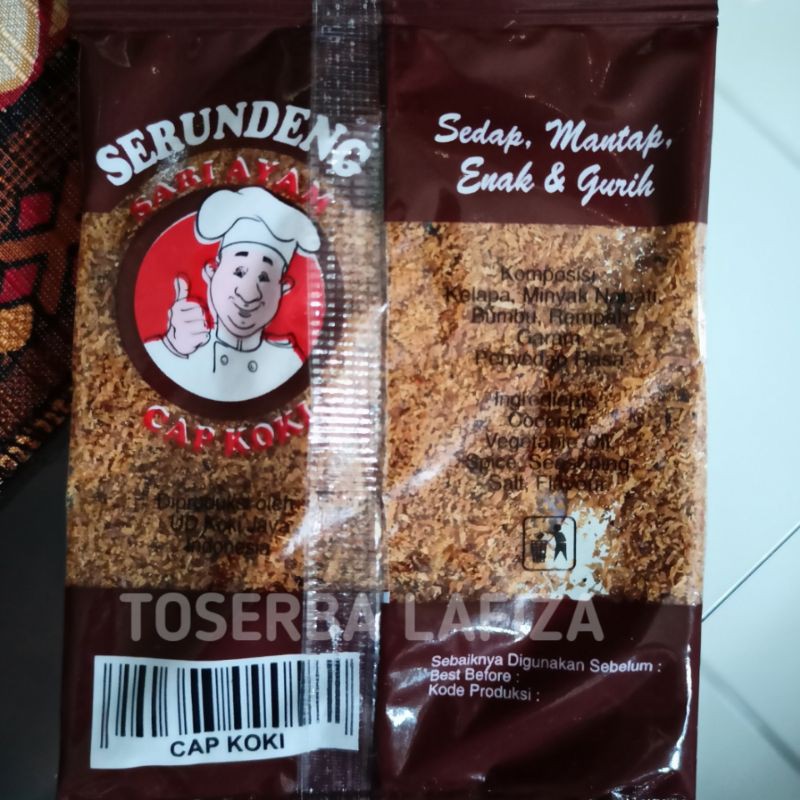 SERUNDENG
SARI AYAM
CAP KOKI
Diproduksi oleh
UD Koki Jaya
Indonesia
CAP KOKI
Sedap, Mantap,
Enak & Gurih
Komposisi
Kelapa, Minyak Nabati,
Bumbu, Rempah
Garam,
Penyedap Rasa
Ingredients
Coconut,
Vegetable Oil,
Spice, Seasoning,
Salt, Flavour
Sebaiknya Digunakan Sebelum :
Best Before :
Kode Produksi :
TOSERBA LAFIZA